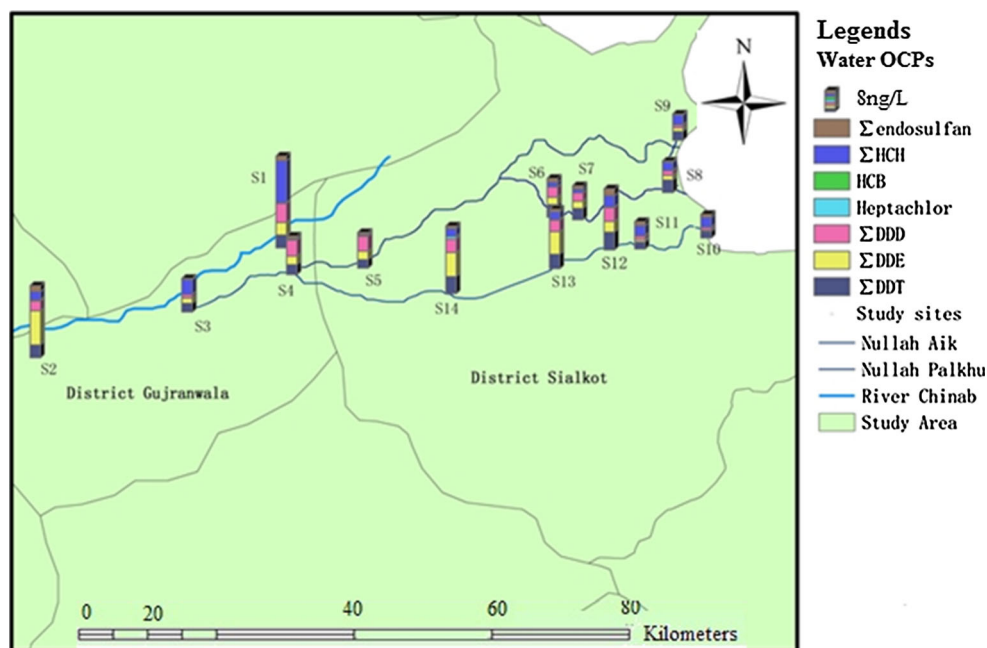 Legends
Water OCPs
8ng/L
Σendosulfan
ΣHCH
HCB
Heptachlor
ΣDDD
ΣDDE
ΣDDT
Study sites
Nullah Aik
Nullah Palkhu
River Chinab
Study Area
N
S9
S1
S6
S7
S8
S11
S10
S5
S12
S4
S13
S3
S14
S2
District Gujranwala
District Sialkot
0 20 40 60 80
Kilometers